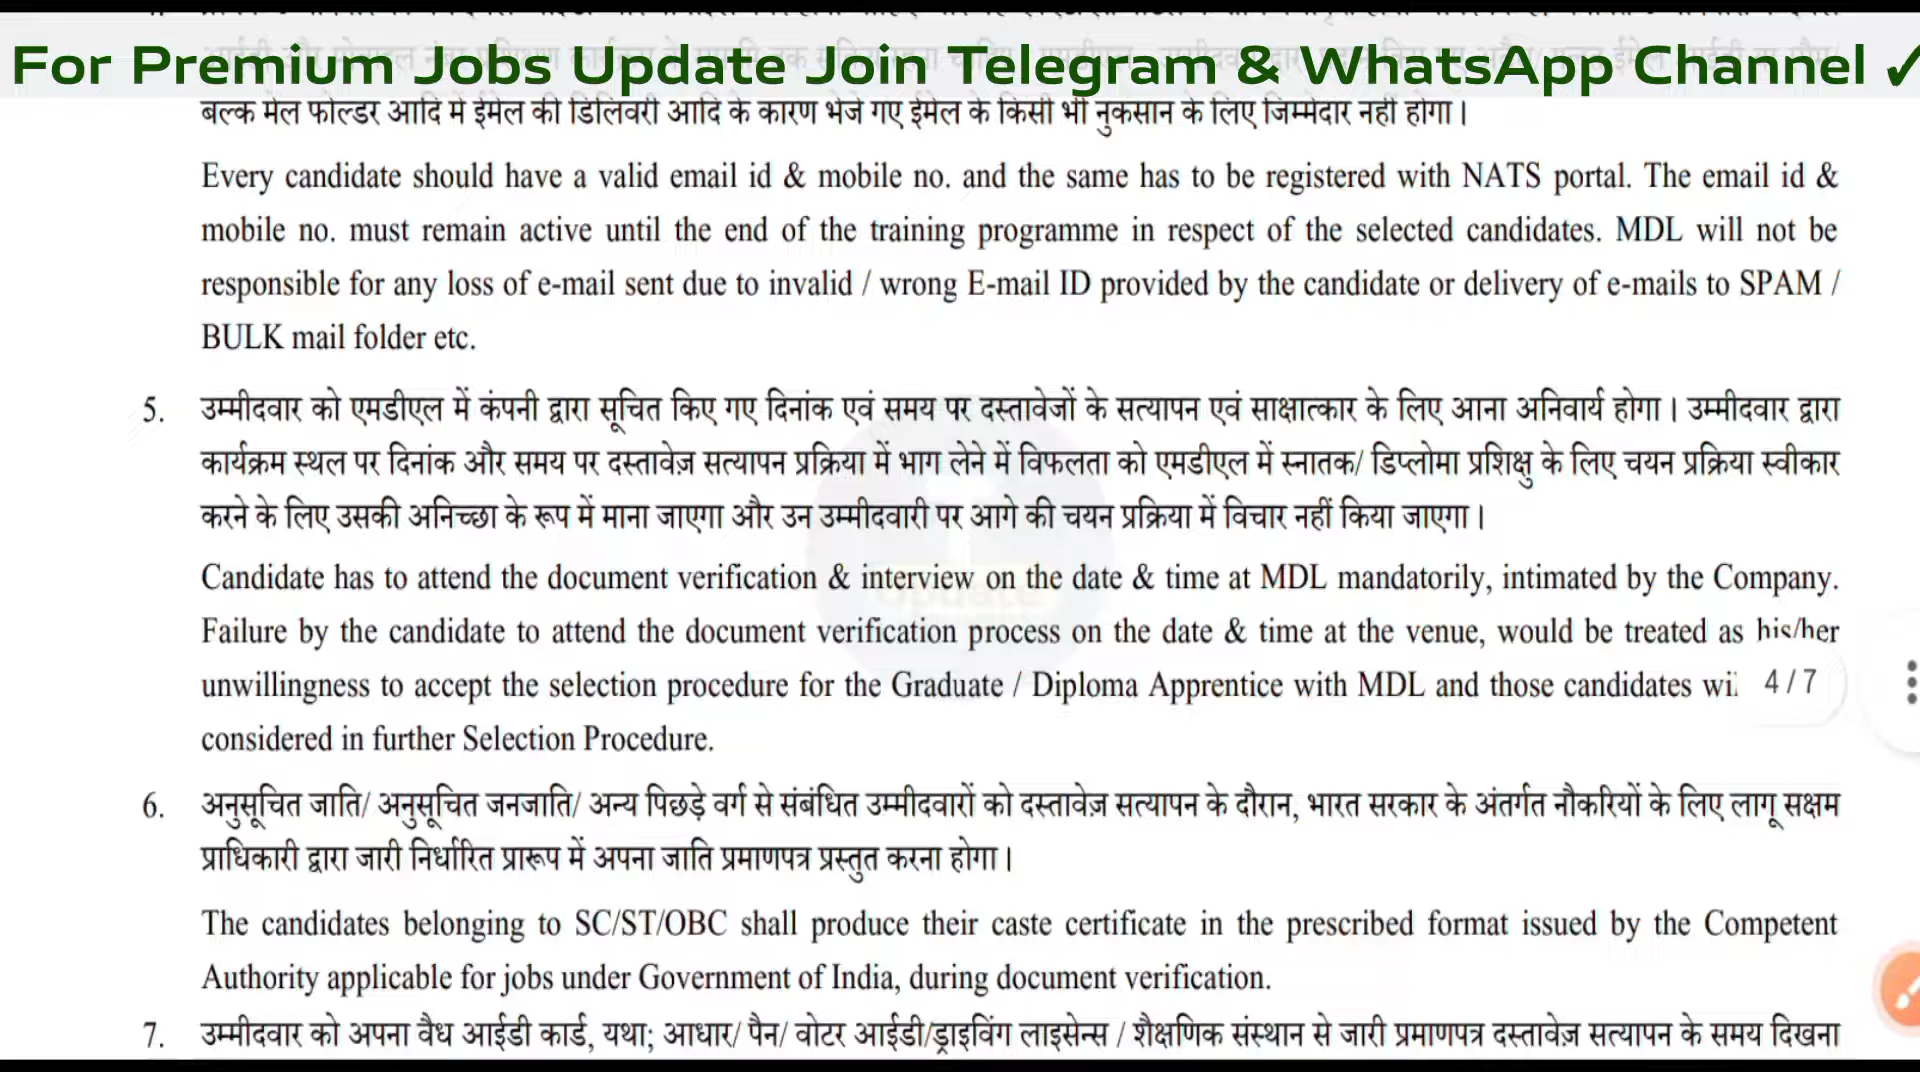 For Premium Jobs Update Join Telegram & WhatsApp Channel ✓
बल्क मेल फोल्डर आदि में ईमेल की डिलिवरी आदि के कारण भेजे गए ईमेल के किसी भी नुकसान के लिए जिम्मेदार नहीं होगा।
Every candidate should have a valid email id & mobile no. and the same has to be registered with NATS portal. The email id &
mobile no. must remain active until the end of the training programme in respect of the selected candidates. MDL will not be
responsible for any loss of e-mail sent due to invalid / wrong E-mail ID provided by the candidate or delivery of e-mails to SPAM /
BULK mail folder etc.
5. उम्मीदवार को एमडीएल में कंपनी द्वारा सूचित किए गए दिनांक एवं समय पर दस्तावेजों के सत्यापन एवं साक्षात्कार के लिए आना अनिवार्य होगा। उम्मीदवार द्वारा
कार्यक्रम स्थल पर दिनांक और समय पर दस्तावेज़ सत्यापन प्रक्रिया में भाग लेने में विफलता को एमडीएल में स्नातक/ डिप्लोमा प्रशिक्षु के लिए चयन प्रक्रिया स्वीकार
करने के लिए उसकी अनिच्छा के रूप में माना जाएगा और उन उम्मीदवारी पर आगे की चयन प्रक्रिया में विचार नहीं किया जाएगा।
Candidate has to attend the document verification & interview on the date & time at MDL mandatorily, intimated by the Company.
Failure by the candidate to attend the document verification process on the date & time at the venue, would be treated as his/her
unwillingness to accept the selection procedure for the Graduate / Diploma Apprentice with MDL and those candidates wi
4 / 7
considered in further Selection Procedure.
6. अनुसूचित जाति/ अनुसूचित जनजाति/ अन्य पिछड़े वर्ग से संबंधित उम्मीदवारों को दस्तावेज़ सत्यापन के दौरान, भारत सरकार के अंतर्गत नौकरियों के लिए लागू सक्षम
प्राधिकारी द्वारा जारी निर्धारित प्रारूप में अपना जाति प्रमाणपत्र प्रस्तुत करना होगा।
The candidates belonging to SC/ST/OBC shall produce their caste certificate in the prescribed format issued by the Competent
Authority applicable for jobs under Government of India, during document verification.
7. उम्मीदवार को अपना वैध आईडी कार्ड, यथा; आधार/ पैन/ वोटर आईडी/ड्राइविंग लाइसेन्स / शैक्षणिक संस्थान से जारी प्रमाणपत्र दस्तावेज़ सत्यापन के समय दिखना